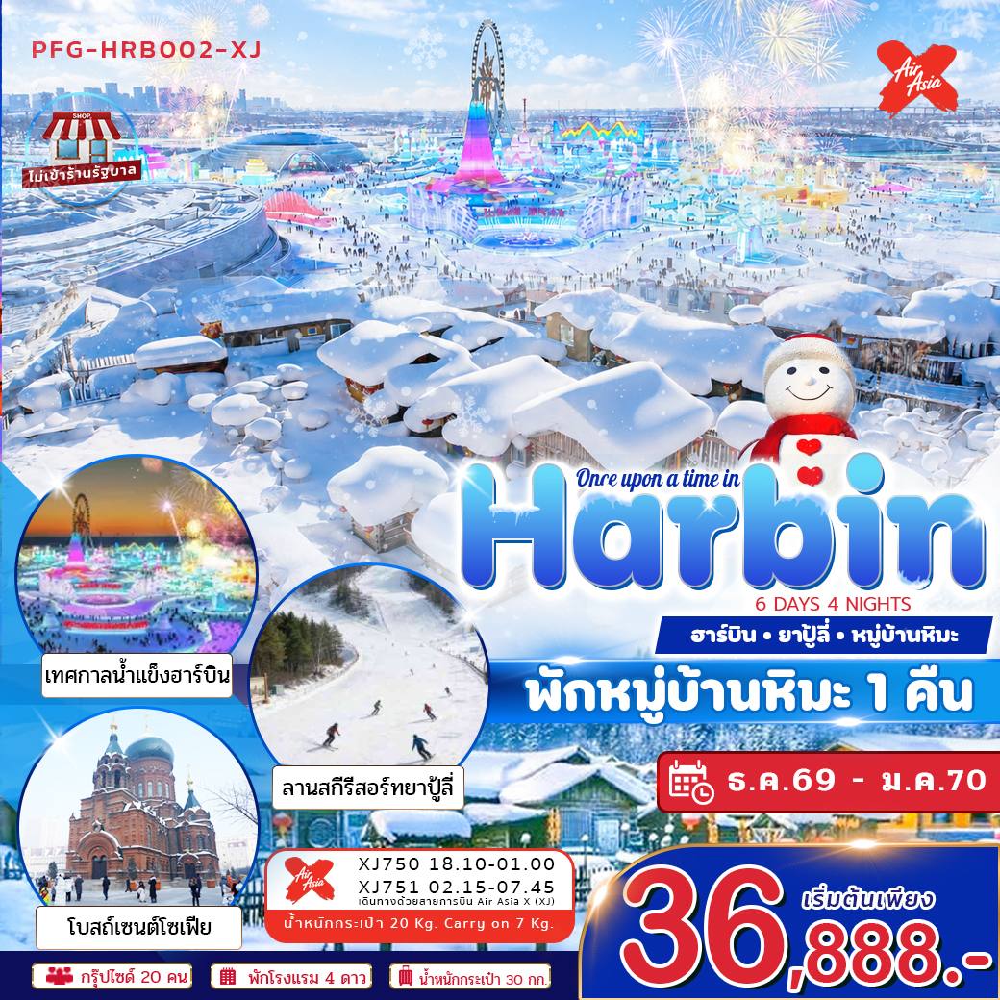 PFG-HRB002-XJ
Air
Asia
SHOP
ไม่เข้าร้านรัฐบาล
Once upon a time in
Harbin
6 DAYS 4 NIGHTS
ฮาร์บิน • ยาปู้ลี่ • หมู่บ้านหิมะ
พักหมู่บ้านหิมะ 1 คืน
เทศกาลน้ำแข็งฮาร์บิน
ลานสกีรีสอร์ทยาปู้ลี่
โบสถ์เซนต์โซเฟีย
ธ.ค.69 - ม.ค.70
Air
Asia
XJ750 18.10-01.00
XJ751 02.15-07.45
เดินทางด้วยสายการบิน Air Asia X (XJ)
น้ำหนักกระเป๋า 20 Kg. Carry on 7 Kg.
เริ่มต้นเพียง
36,888.-
กรุ๊ปไซด์ 20 คน
พักโรงแรม 4 ดาว
น้ำหนักกระเป๋า 30 กก.